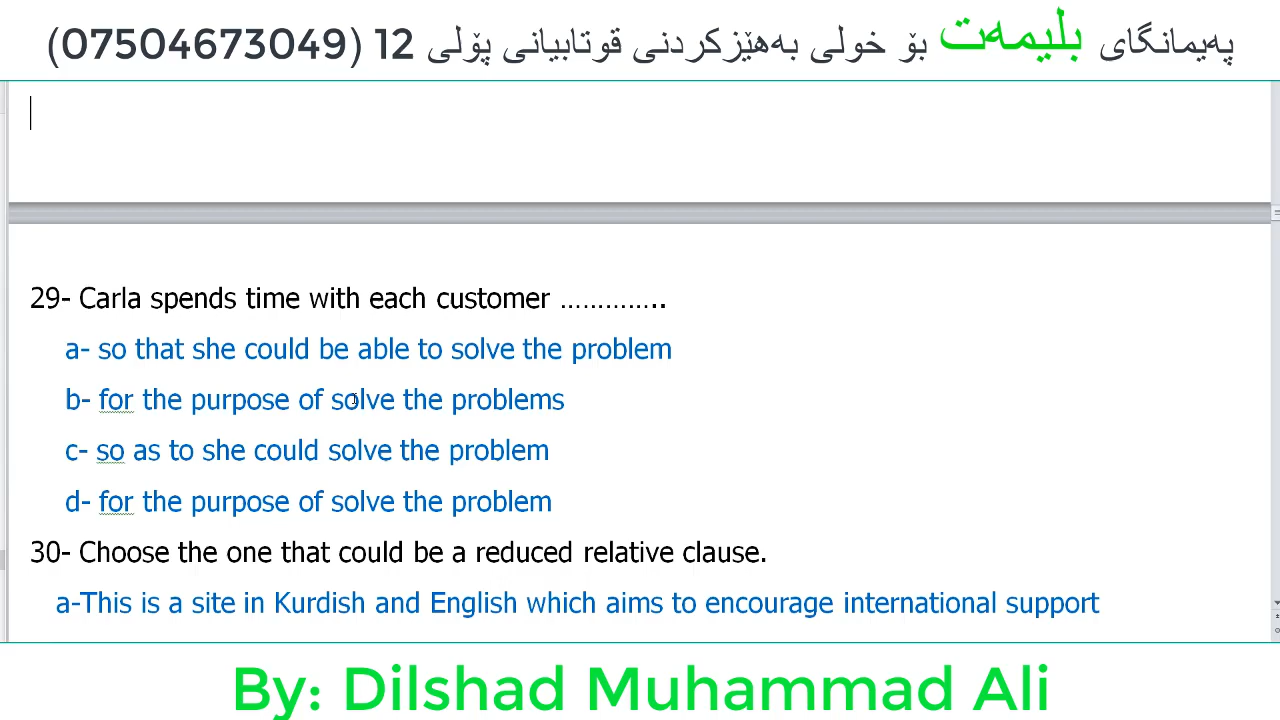 پەیمانگای بلیمەت بۆ خولی بەهێزکردنی قوتابیانی پۆلی 12 (07504673049)
29- Carla spends time with each customer …………..
a- so that she could be able to solve the problem
b- for the purpose of solve the problems
c- so as to she could solve the problem
d- for the purpose of solve the problem
30- Choose the one that could be a reduced relative clause.
a-This is a site in Kurdish and English which aims to encourage international support
By: Dilshad Muhammad Ali